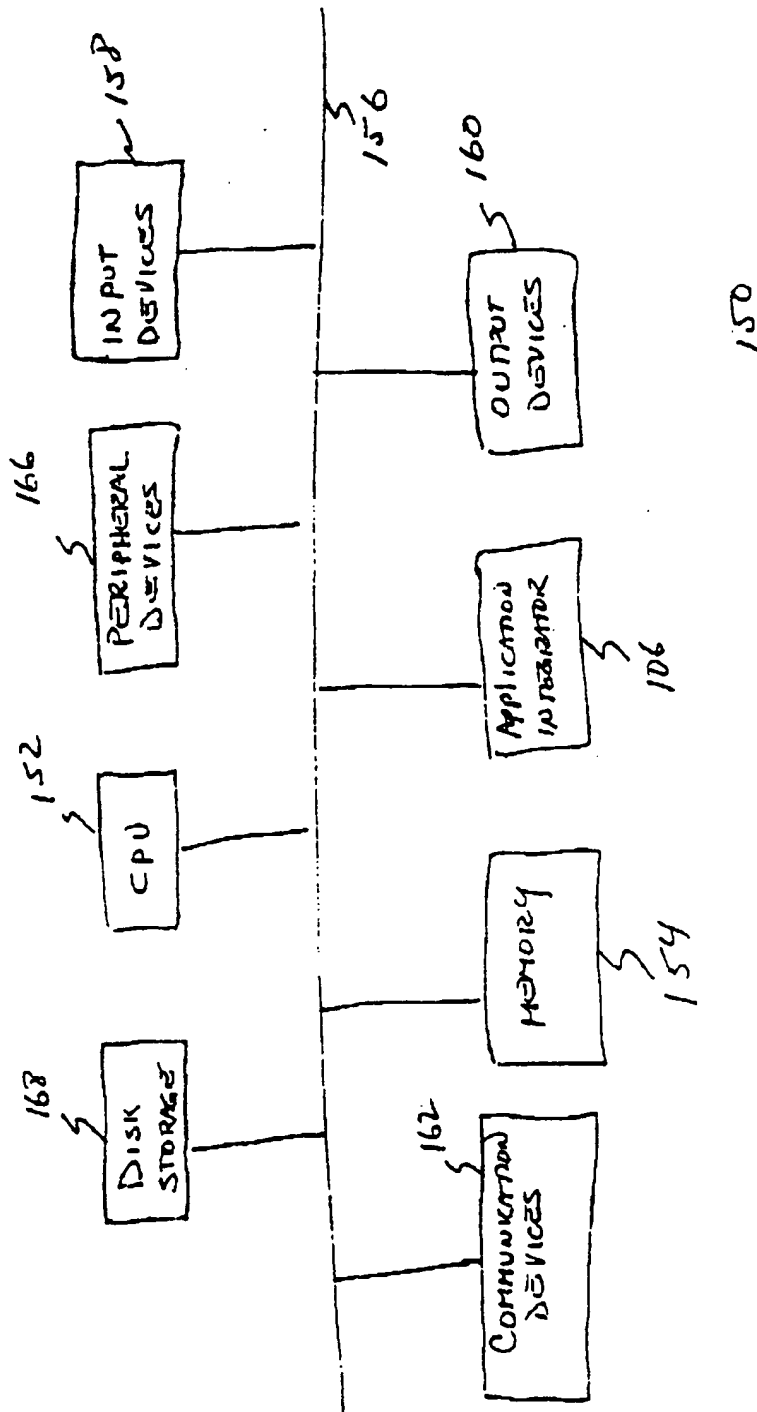 168
DISK
STORAGE
152
CPU
166
PERIPHERAL
DEVICES
158
INPUT
DEVICES
156
162
COMMUNICATION
DEVICES
MEMORY
154
APPLICATION
INTEGRATOR
106
OUTPUT
DEVICES
160
150